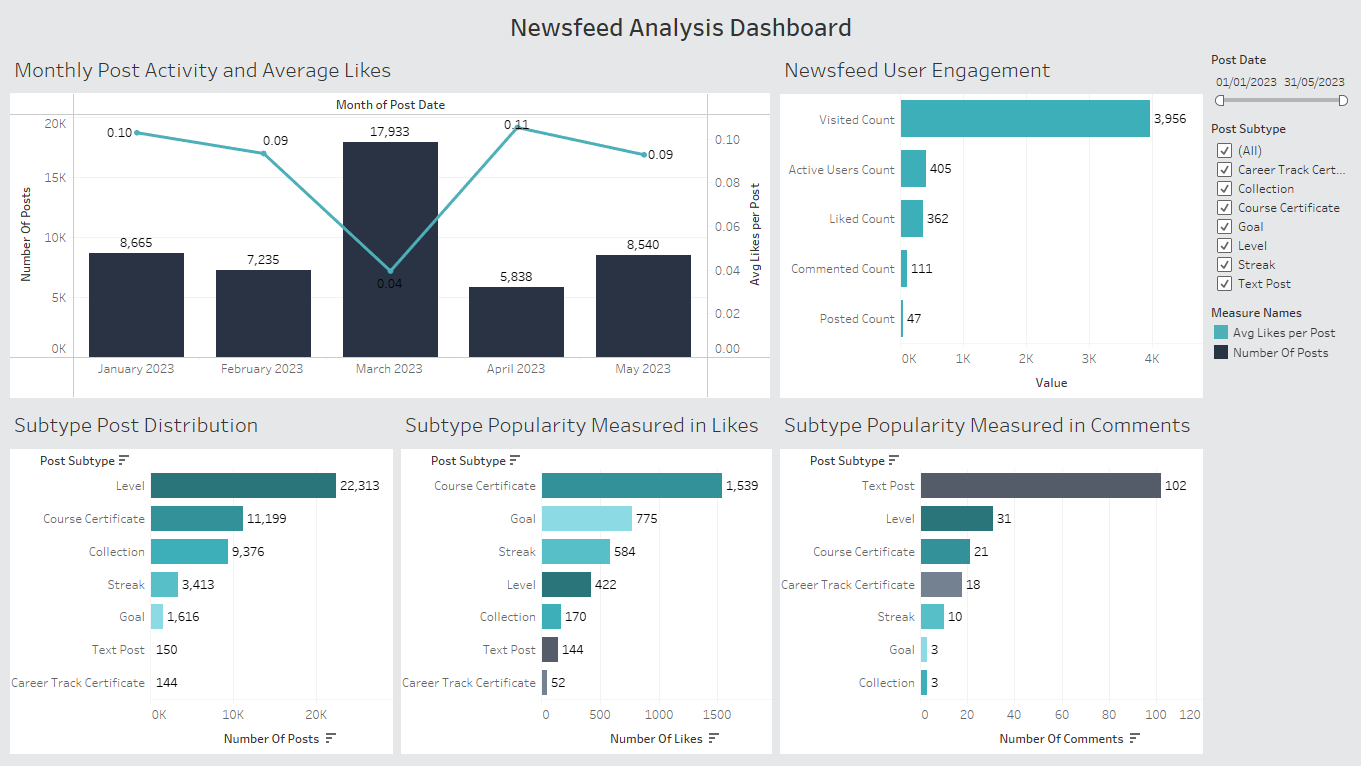 Newsfeed Analysis Dashboard
Monthly Post Activity and Average Likes
Month of Post Date
Number Of Posts
20K
15K
10K
5K
0K
0.10
0.09
17,933
0.11
0.09
8,665
7,235
0.04
5,838
8,540
0.10
0.08
0.06
0.04
0.02
0.00
Avg Likes per Post
January 2023
February 2023
March 2023
April 2023
May 2023
Newsfeed User Engagement
Visited Count 3,956
Active Users Count 405
Liked Count 362
Commented Count 111
Posted Count 47
0K 1K 2K 3K 4K
Value
Post Date
01/01/2023 31/05/2023
Post Subtype
(All)
Career Track Cert...
Collection
Course Certificate
Goal
Level
Streak
Text Post
Measure Names
Avg Likes per Post
Number Of Posts
Subtype Post Distribution
Post Subtype
Level 22,313
Course Certificate 11,199
Collection 9,376
Streak 3,413
Goal 1,616
Text Post 150
Career Track Certificate 144
0K 10K 20K
Number Of Posts
Subtype Popularity Measured in Likes
Post Subtype
Course Certificate 1,539
Goal 775
Streak 584
Level 422
Collection 170
Text Post 144
Career Track Certificate 52
0 500 1000 1500
Number Of Likes
Subtype Popularity Measured in Comments
Post Subtype
Text Post 102
Level 31
Course Certificate 21
Career Track Certificate 18
Streak 10
Goal 3
Collection 3
0 20 40 60 80 100 120
Number Of Comments